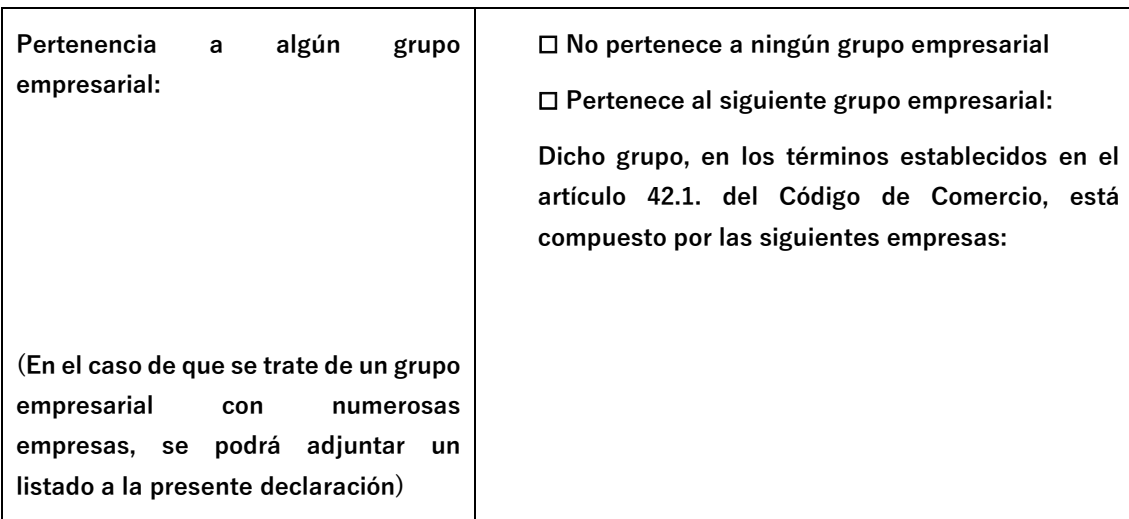 Pertenencia a algún grupo
empresarial:
(En el caso de que se trate de un grupo
empresarial con numerosas
empresas, se podrá adjuntar un
listado a la presente declaración)
☐ No pertenece a ningún grupo empresarial
☐ Pertenece al siguiente grupo empresarial:
Dicho grupo, en los términos establecidos en el
artículo 42.1. del Código de Comercio, está
compuesto por las siguientes empresas: